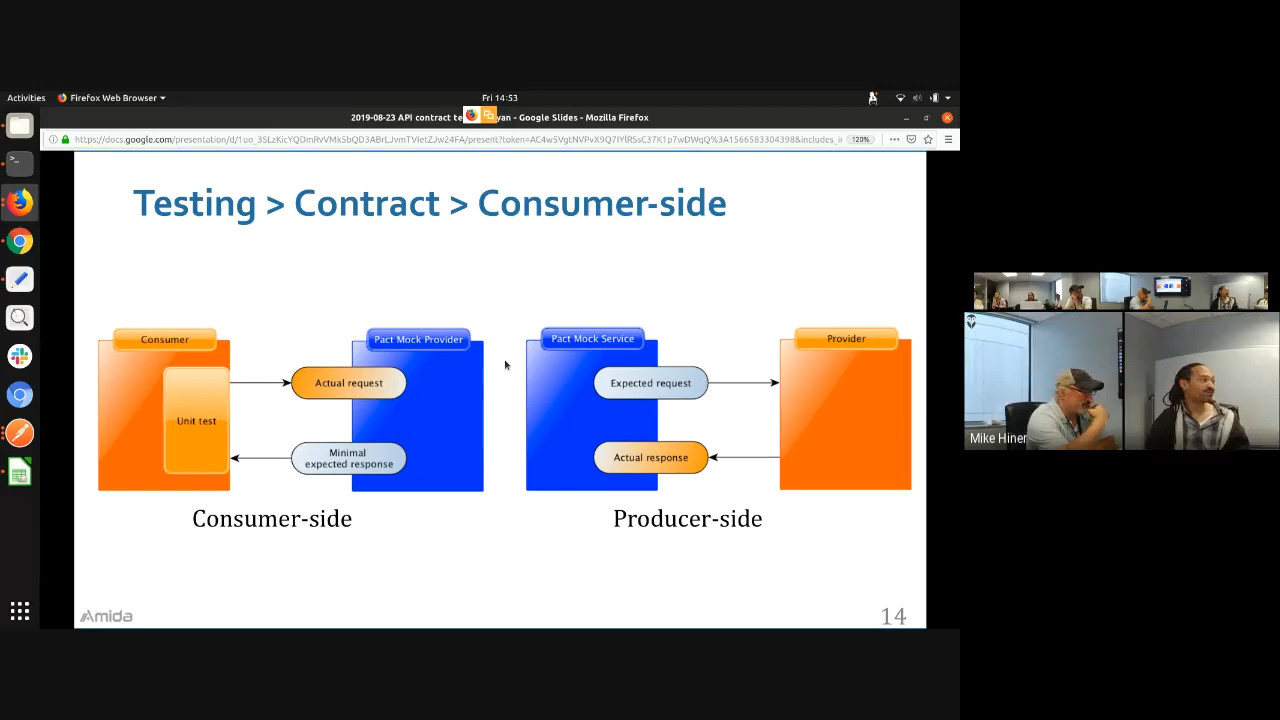 Activities
Firefox Web Browser
Fri 14:53
2019-08-23 API contract te
yan - Google Slides - Mozilla Firefox
120%
Testing > Contract > Consumer-side
Consumer
Pact Mock Provider
Pact Mock Service
Provider
Actual request
Expected request
Unit test
Minimal
expected response
Actual response
Consumer-side
Producer-side
Amida
14
Mike Hiner